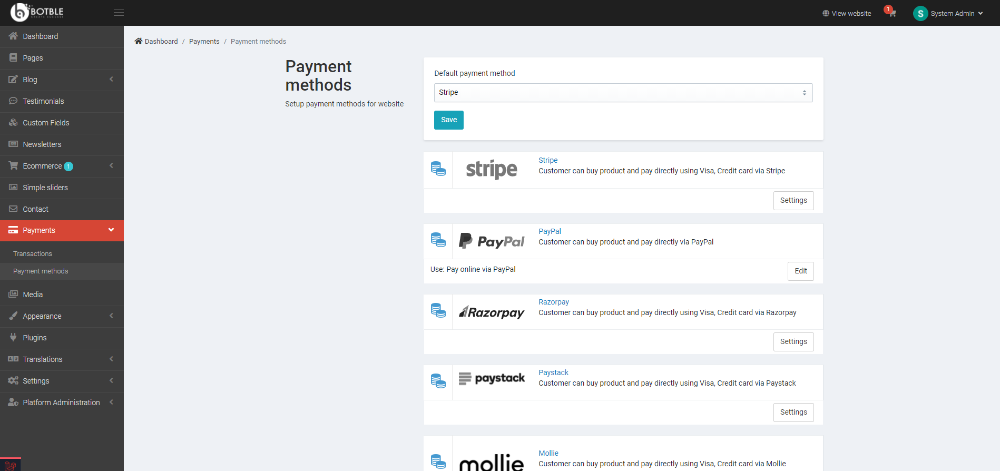 BOTBLE
CREATE SUCCESS
View website
1
S
System Admin
Dashboard
Pages
Blog
Testimonials
Custom Fields
Newsletters
Ecommerce 1
Simple sliders
Contact
Payments
Transactions
Payment methods
Media
Appearance
Plugins
Translations
Settings
Platform Administration
Dashboard / Payments / Payment methods
Payment
methods
Setup payment methods for website
Default payment method
Stripe
Save
stripe
Stripe
Customer can buy product and pay directly using Visa, Credit card via Stripe
Settings
PayPal
PayPal
Customer can buy product and pay directly via PayPal
Use: Pay online via PayPal
Edit
Razorpay
Razorpay
Customer can buy product and pay directly using Visa, Credit card via Razorpay
Settings
paystack
Paystack
Customer can buy product and pay directly using Visa, Credit card via Paystack
Settings
mollie
Mollie
Customer can buy product and pay directly using Visa, Credit card via Mollie